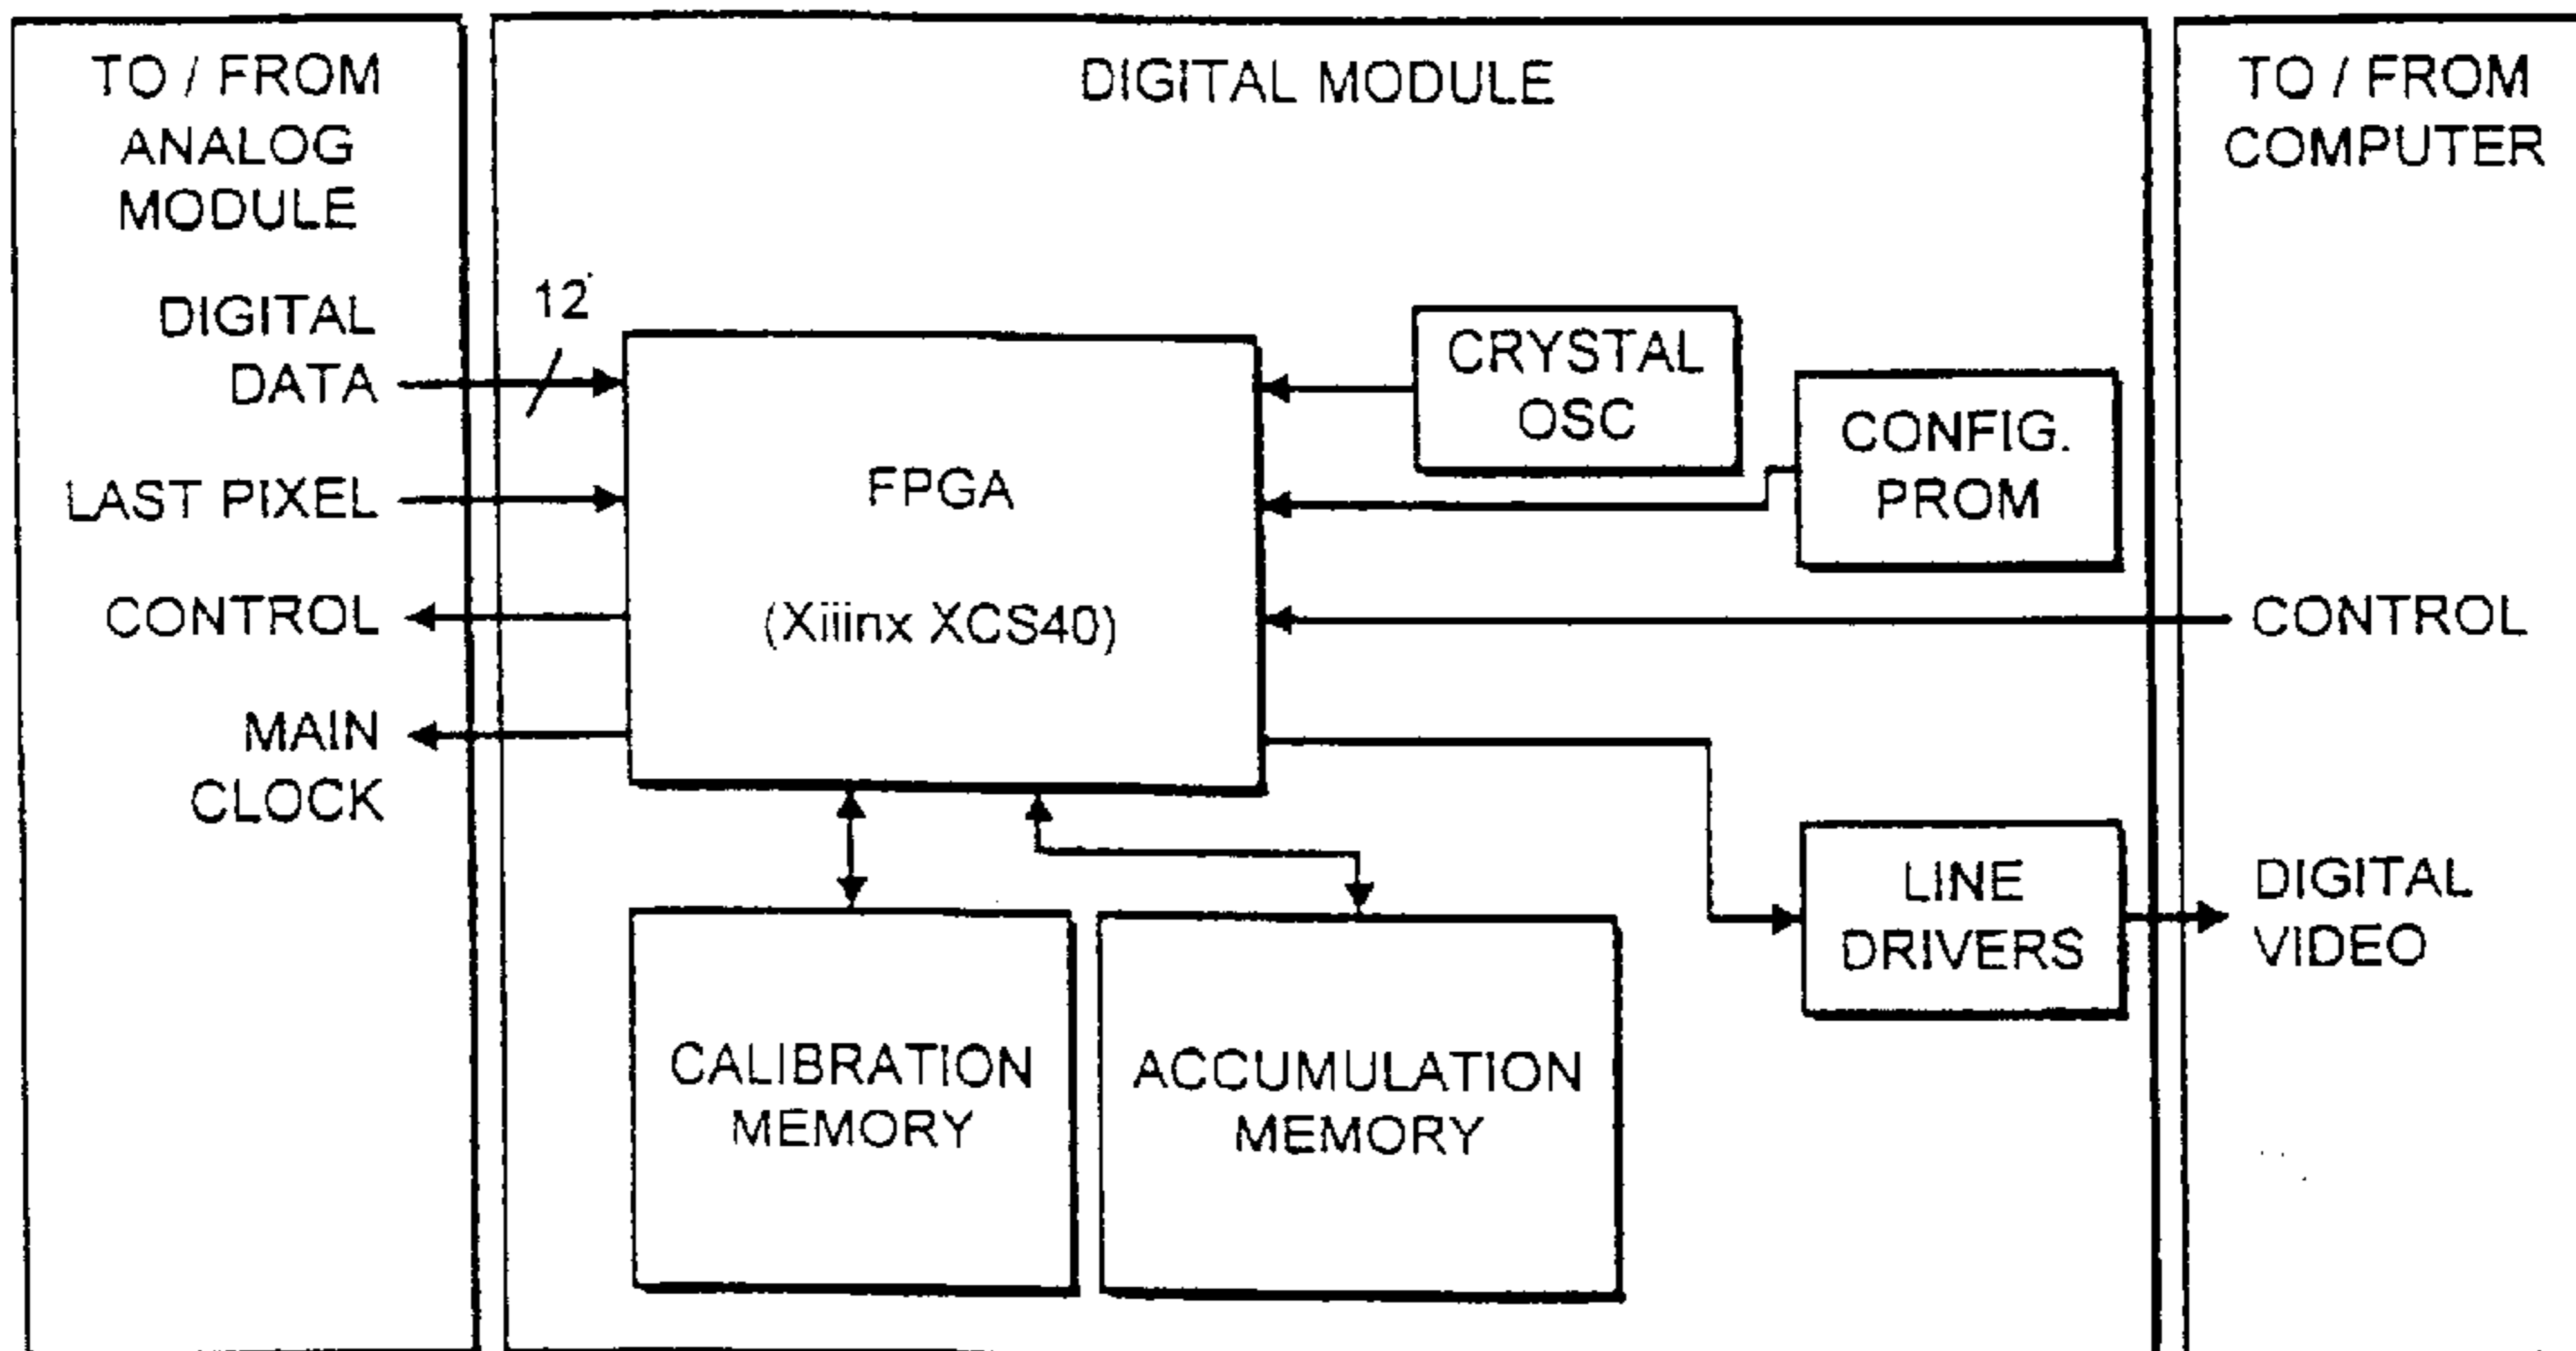 TO / FROM
ANALOG
MODULE
DIGITAL MODULE
TO / FROM
COMPUTER
DIGITAL
DATA
12
LAST PIXEL
CONTROL
MAIN
CLOCK
FPGA
(Xiiinx XCS40)
CRYSTAL
OSC
CONFIG.
PROM
CONTROL
LINE
DRIVERS
DIGITAL
VIDEO
CALIBRATION
MEMORY
ACCUMULATION
MEMORY